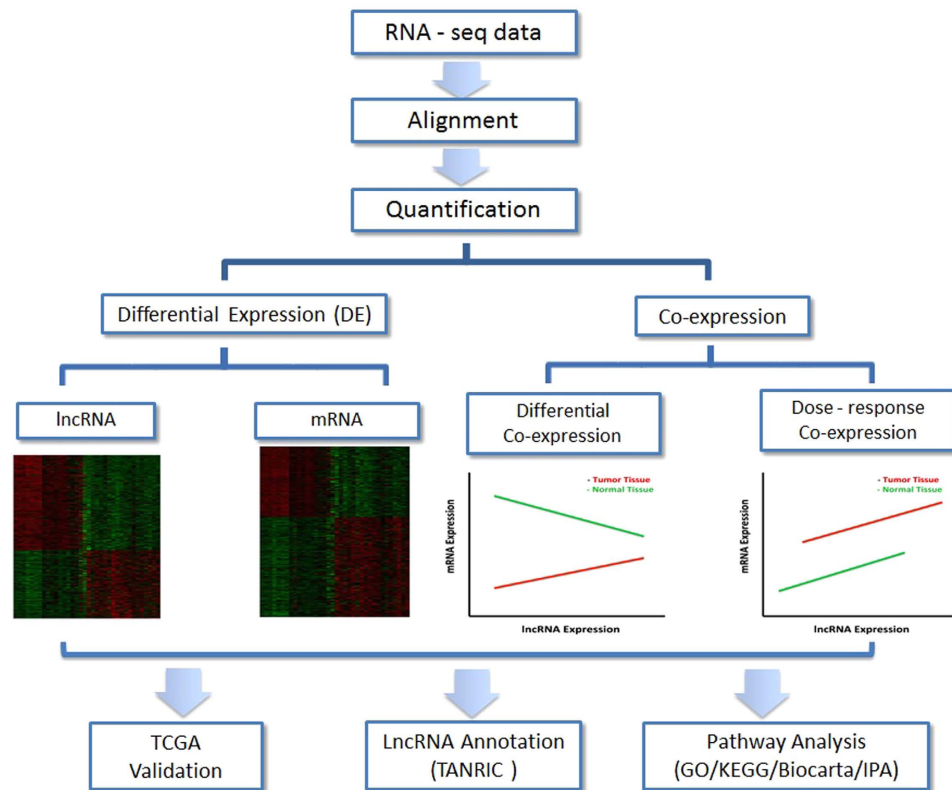 RNA - seq data
Alignment
Quantification
Differential Expression (DE)
Co-expression
lncRNA
mRNA
Differential
Co-expression
Dose - response
Co-expression
• Tumor Tissue
- Normal Tissue
mRNA Expression
lncRNA Expression
• Tumor Tissue
- Normal Tissue
mRNA Expression
lncRNA Expression
TCGA
Validation
LncRNA Annotation
(TANRIC )
Pathway Analysis
(GO/KEGG/Biocarta/IPA)